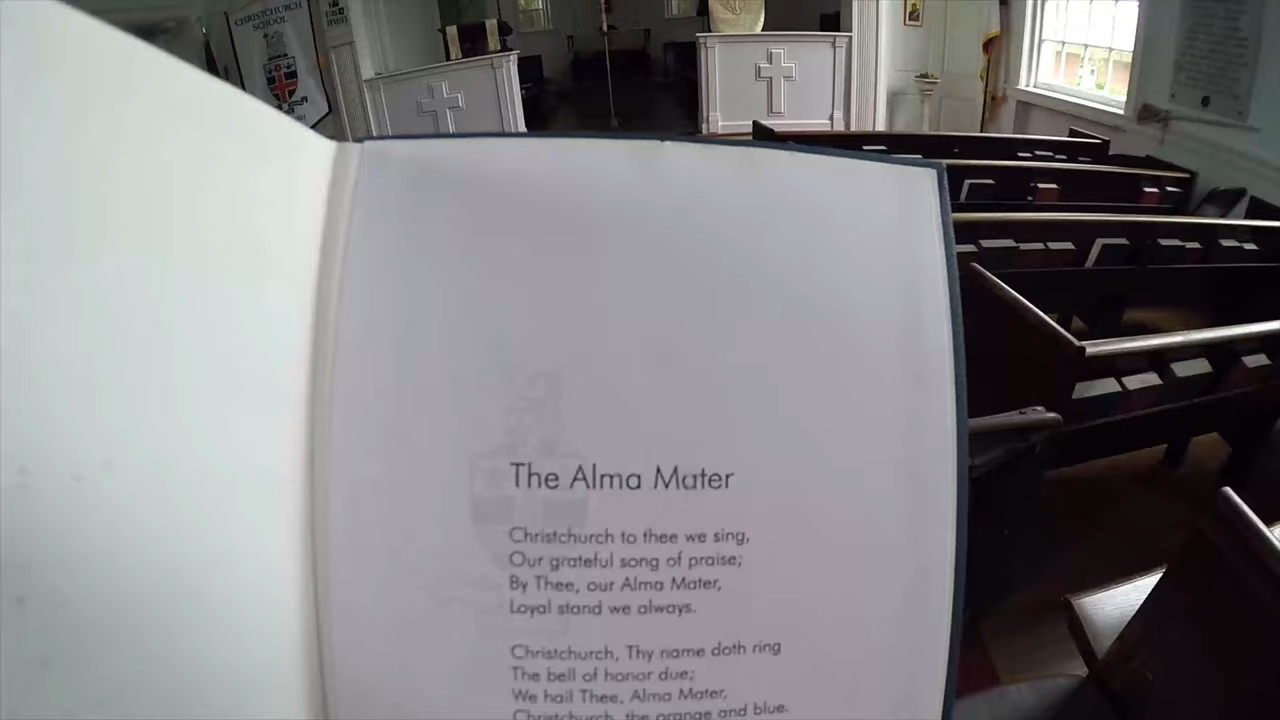 CHRISTCHURCH
SCHOOL
The Alma Mater
Christchurch to thee we sing,
Our grateful song of praise;
By Thee, our Alma Mater,
Loyal stand we always.
Christchurch, Thy name doth ring
The bell of honor due;
We hail Thee, Alma Mater,
Christchurch, the orange and blue.